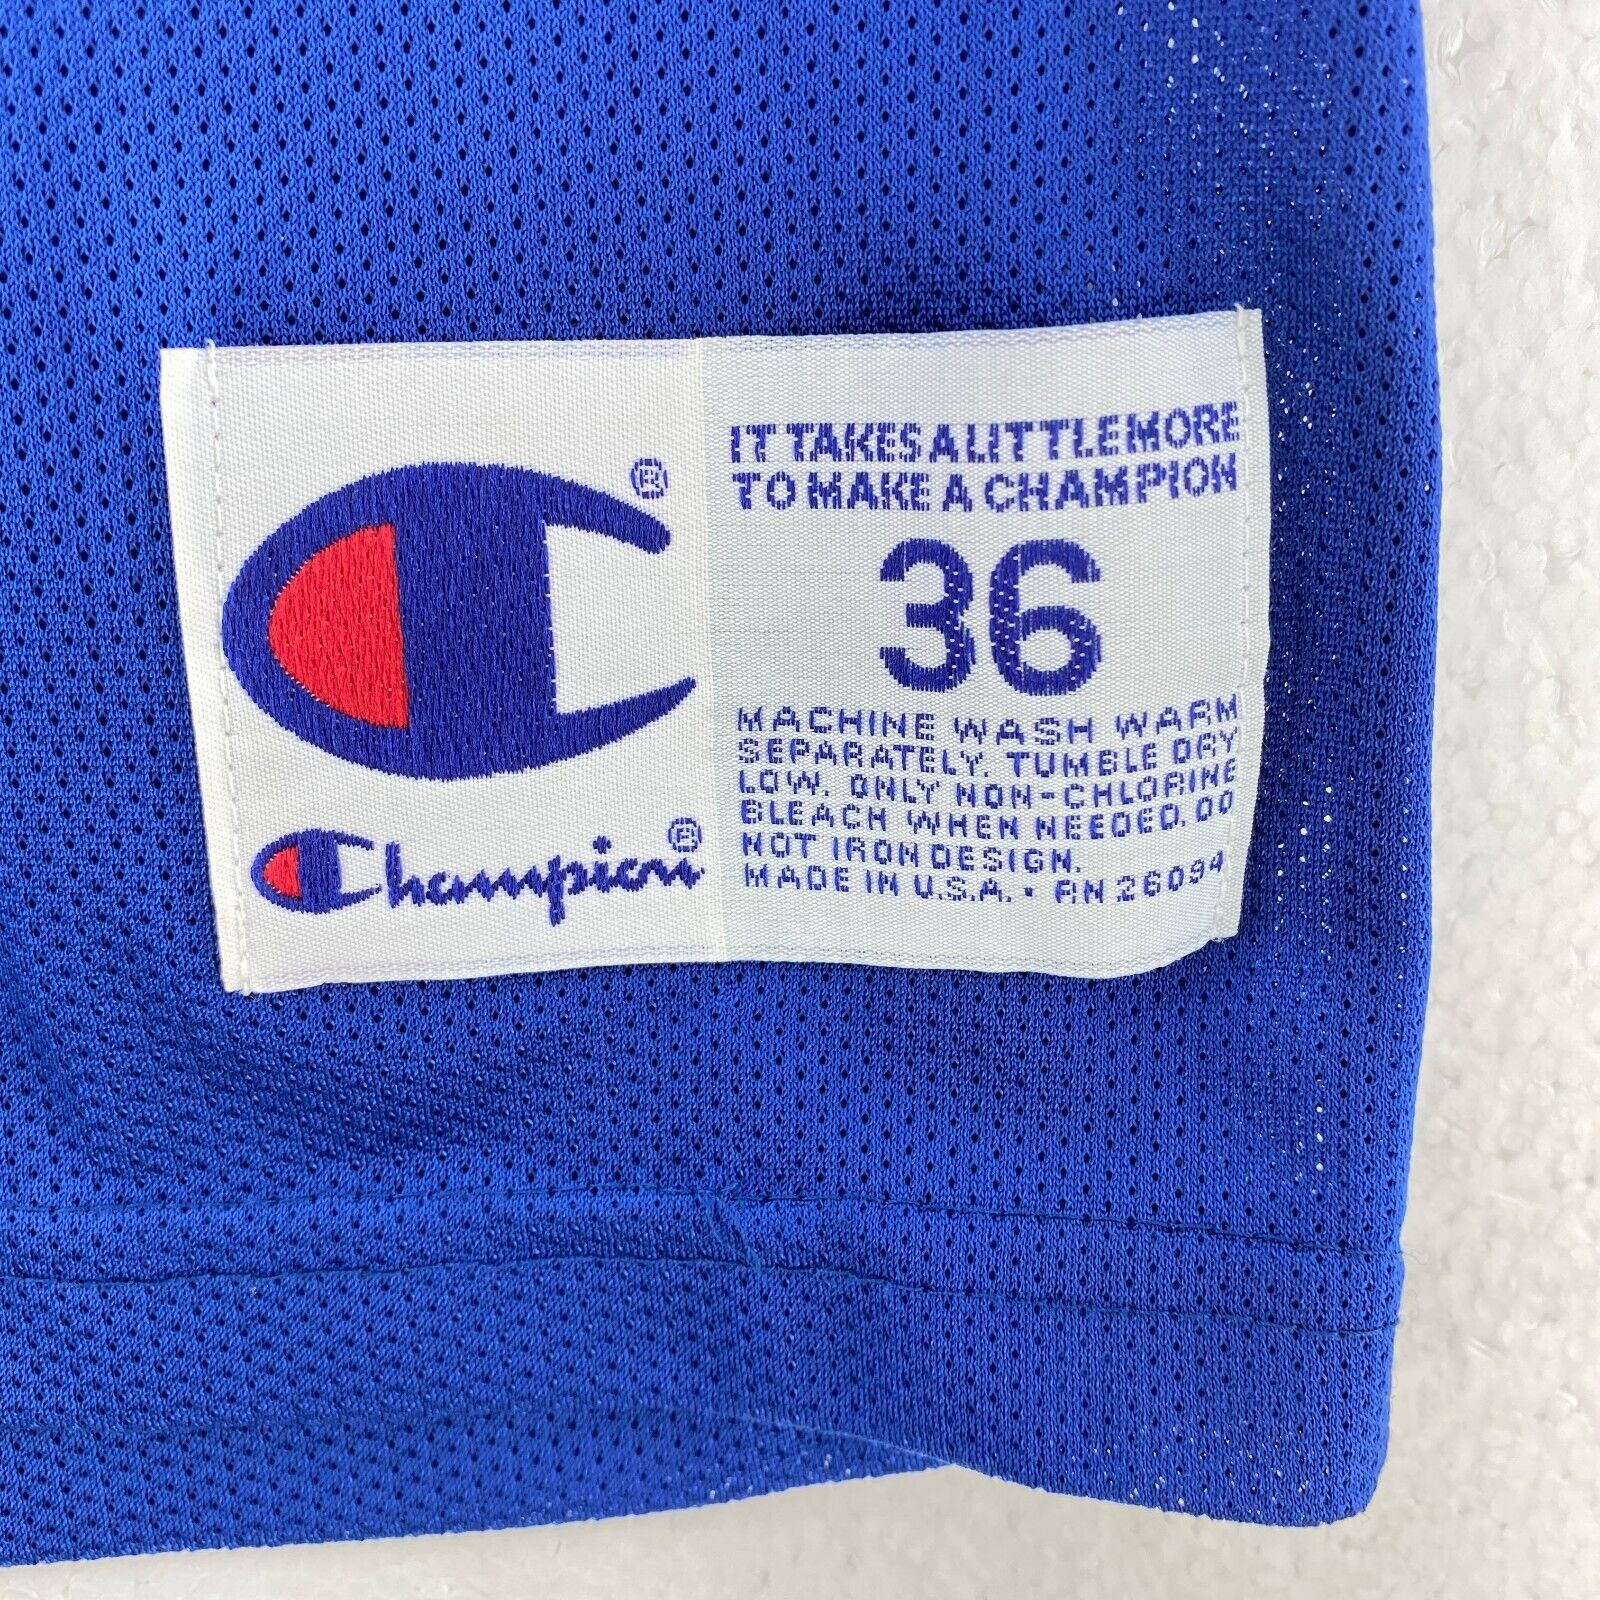 IT TAKES A LITTLE MORE
TO MAKE A CHAMPION
36
MACHINE WASH WARM
SEPARATELY. TUMBLE DRY
LOW. ONLY NON-CHLORINE
BLEACH WHEN NEEDED. DO
NOT IRON DESIGN.
MADE IN U.S.A. · RN 26094
®
Champion®